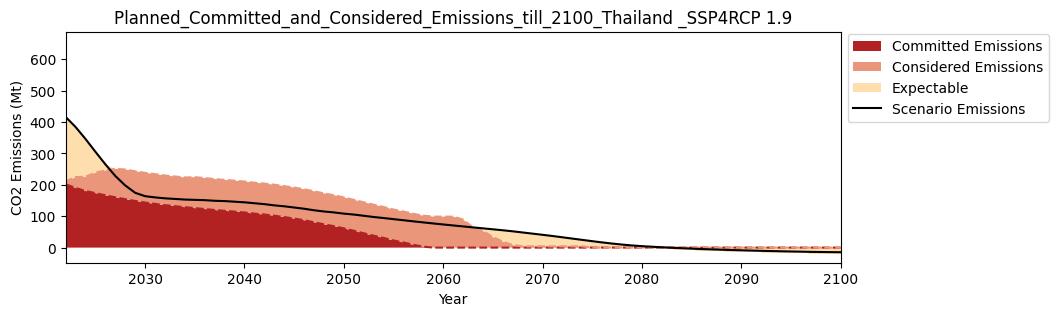 Planned_Committed_and_Considered_Emissions_till_2100_Thailand _SSP4RCP 1.9
Committed Emissions
Considered Emissions
Expectable
Scenario Emissions
CO2 Emissions (Mt)
600
500
400
300
200
100
0
2030 2040 2050 2060 2070 2080 2090 2100
Year